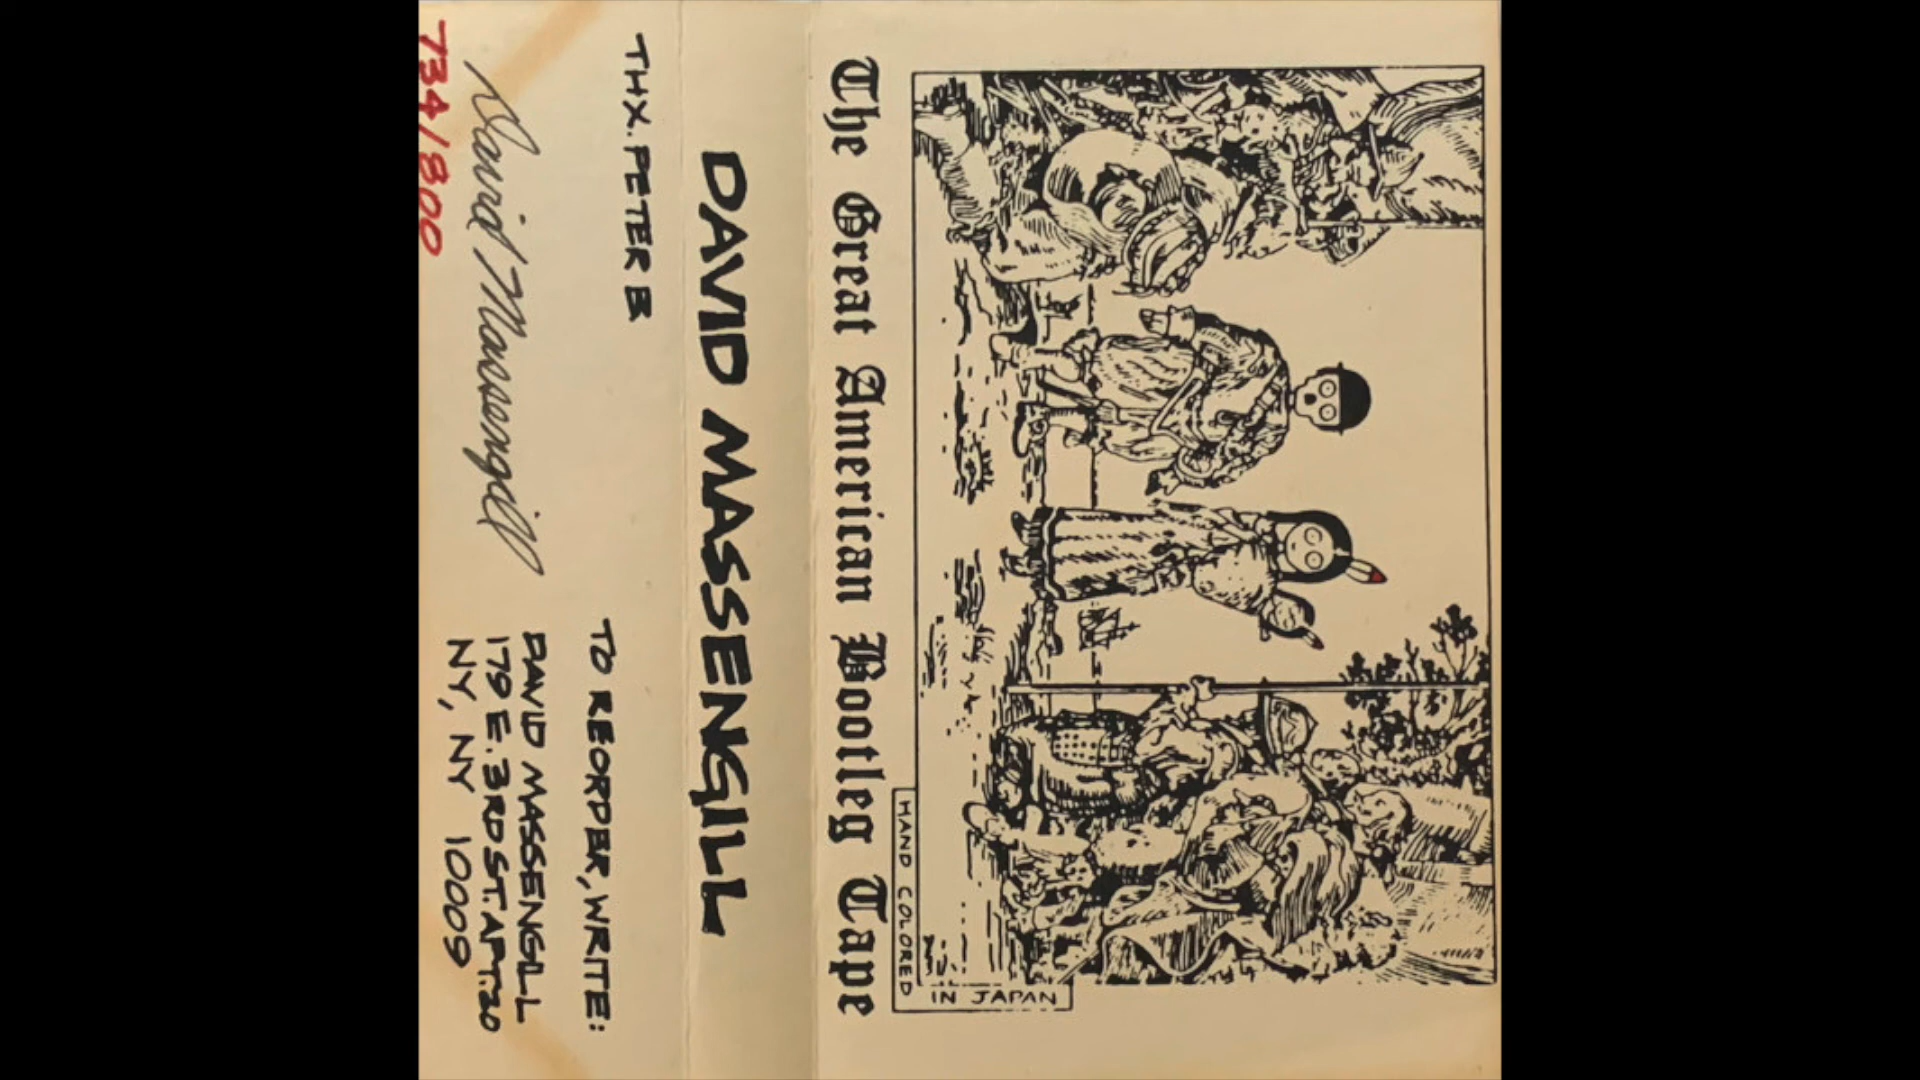 The Great American Bootleg Tape
HAND COLORED
IN JAPAN
DAVID MASSENGILL
THX. PETER B
David Massengill
734/800
TO REORDER, WRITE:
DAVID MASSENGILL
179 E. 3RD ST. APT. 20
NY, NY 10009